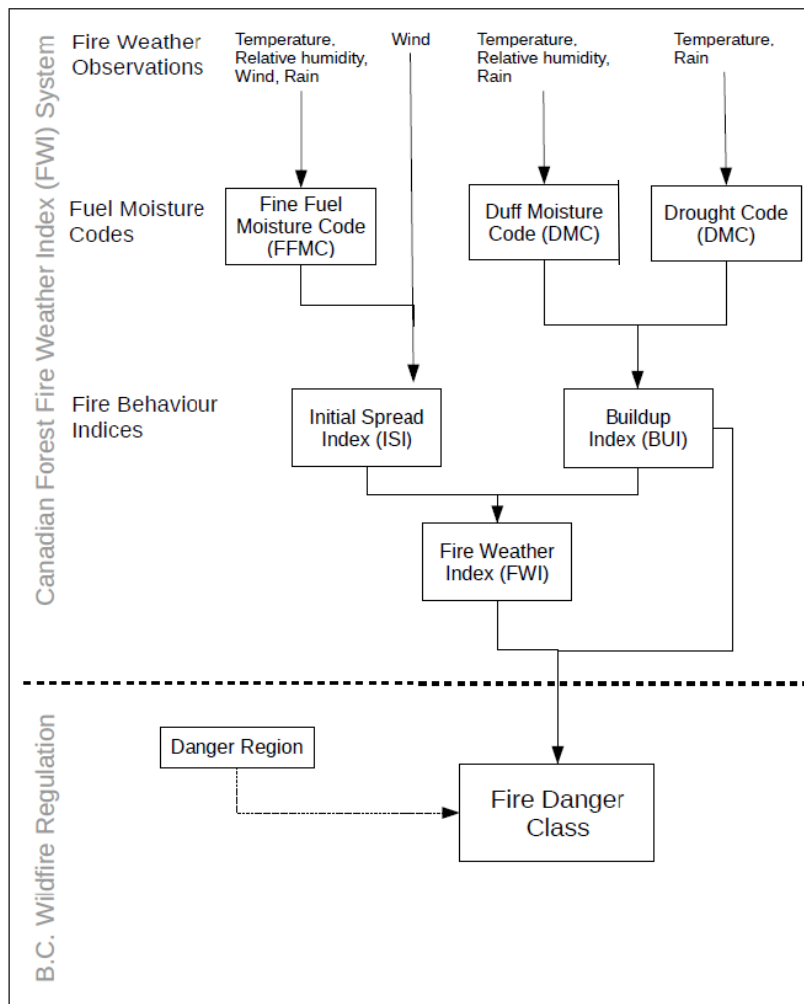 Canadian Forest Fire Weather Index (FWI) System
Fire Weather
Observations
Temperature,
Relative humidity,
Wind, Rain
Wind
Temperature,
Relative humidity,
Rain
Temperature,
Rain
Fuel Moisture
Codes
Fine Fuel
Moisture Code
(FFMC)
Duff Moisture
Code (DMC)
Drought Code
(DMC)
Fire Behaviour
Indices
Initial Spread
Index (ISI)
Buildup
Index (BUI)
Fire Weather
Index (FWI)
B.C. Wildfire Regulation
Danger Region
Fire Danger
Class